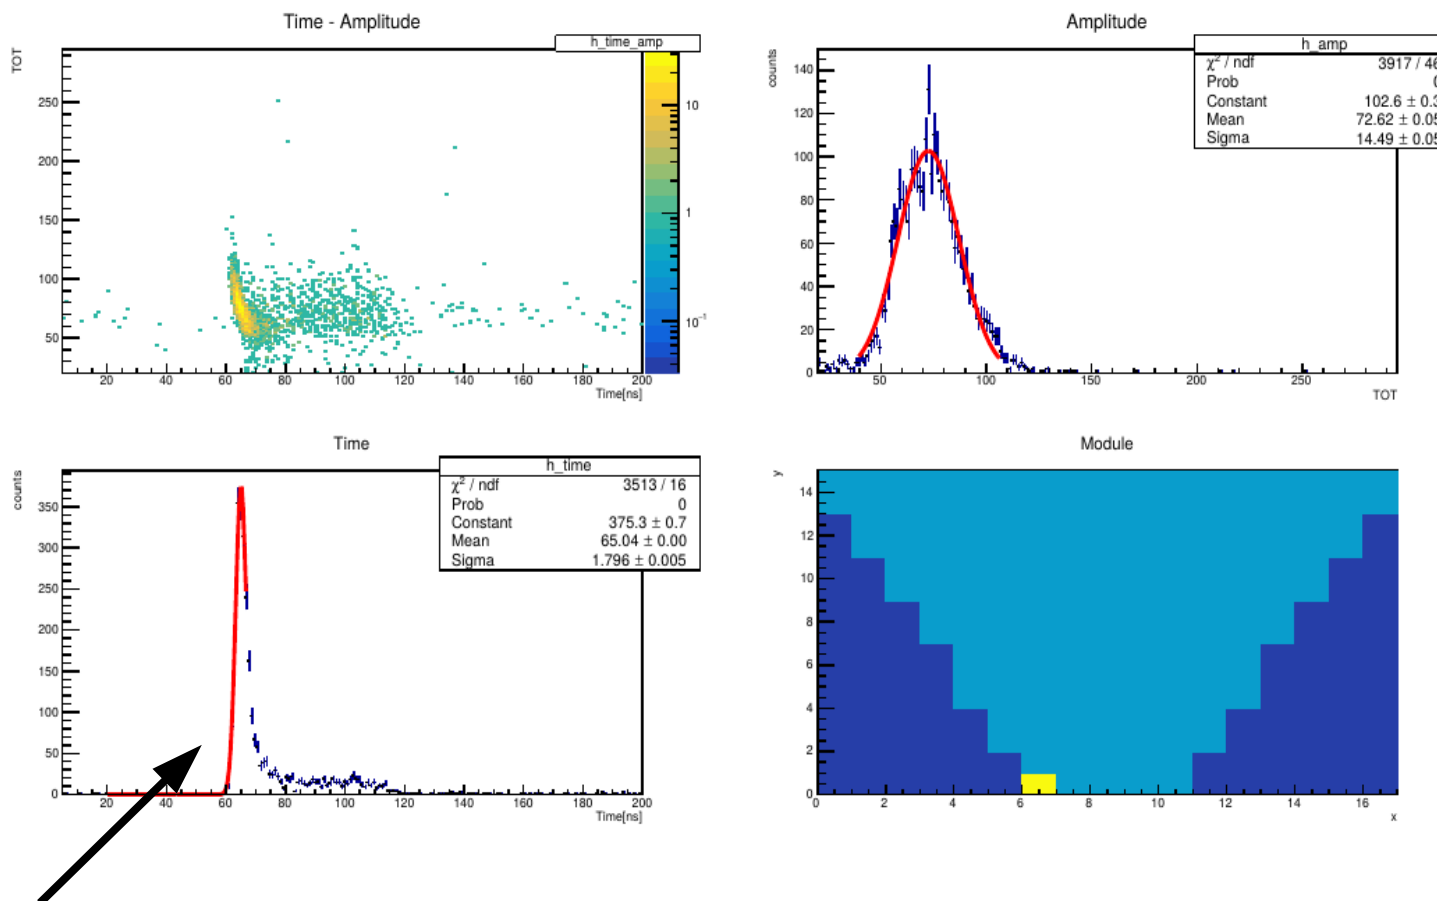 Time - Amplitude
h_time_amp
TOT
250
200
150
100
50
10
1
10⁻¹
20 40 60 80 100 120 140 160 180 200
Time[ns]
Amplitude
h_amp
χ² / ndf 3917 / 46
Prob 0
Constant 102.6 ± 0.3
Mean 72.62 ± 0.05
Sigma 14.49 ± 0.05
counts
140
120
100
80
60
40
20
0
50 100 150 200 250
TOT
Time
h_time
χ² / ndf 3513 / 16
Prob 0
Constant 375.3 ± 0.7
Mean 65.04 ± 0.00
Sigma 1.796 ± 0.005
counts
350
300
250
200
150
100
50
0
20 40 60 80 100 120 140 160 180 200
Time[ns]
Module
y
14
12
10
8
6
4
2
0
0 2 4 6 8 10 12 14 16
x